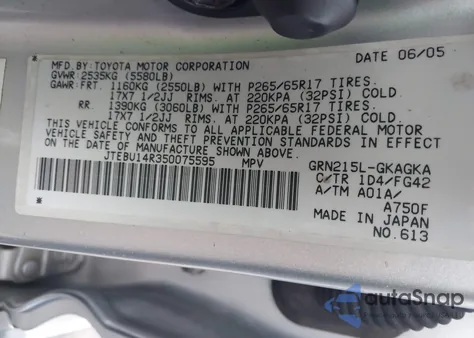 MFD.BY:TOYOTA MOTOR CORPORATION DATE 06/05
GVWR: 2535KG (5580LB)
GAWR: FRT. 1160KG (2550LB) WITH P265/65R17 TIRES.
17X7 1/2JJ RIMS. AT 220KPA (32PSI) COLD.
RR. 1390KG (3060LB) WITH P265/65R17 TIRES.
17X7 1/2JJ RIMS. AT 220KPA (32PSI) COLD.
THIS VEHICLE CONFORMS TO ALL APPLICABLE FEDERAL MOTOR
VEHICLE SAFETY AND THEFT PREVENTION STANDARDS IN EFFECT
ON THE DATE OF MANUFACTURE SHOWN ABOVE.
JTEBU14R350075595 MPV GRN215L-GKAGKA
C/TR 1D4/FG42
A/TM A01A/
A750F
MADE IN JAPAN
NO.613
autoSnap